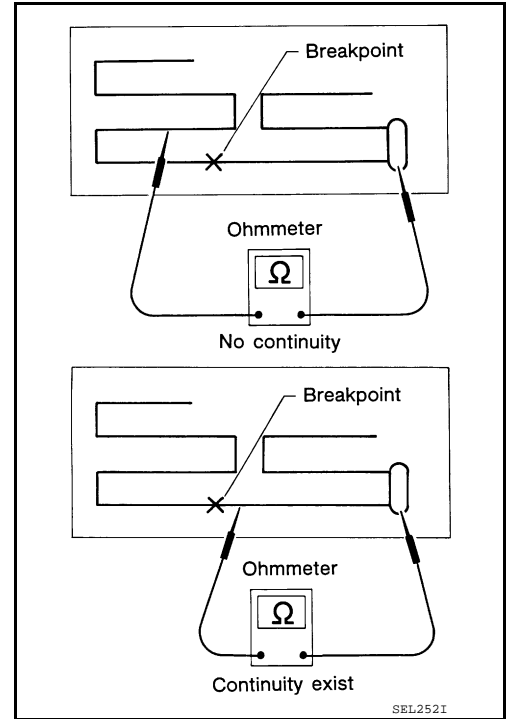 Breakpoint
Ohmmeter
Ω
No continuity
Breakpoint
Ohmmeter
Ω
Continuity exist
SEL252I